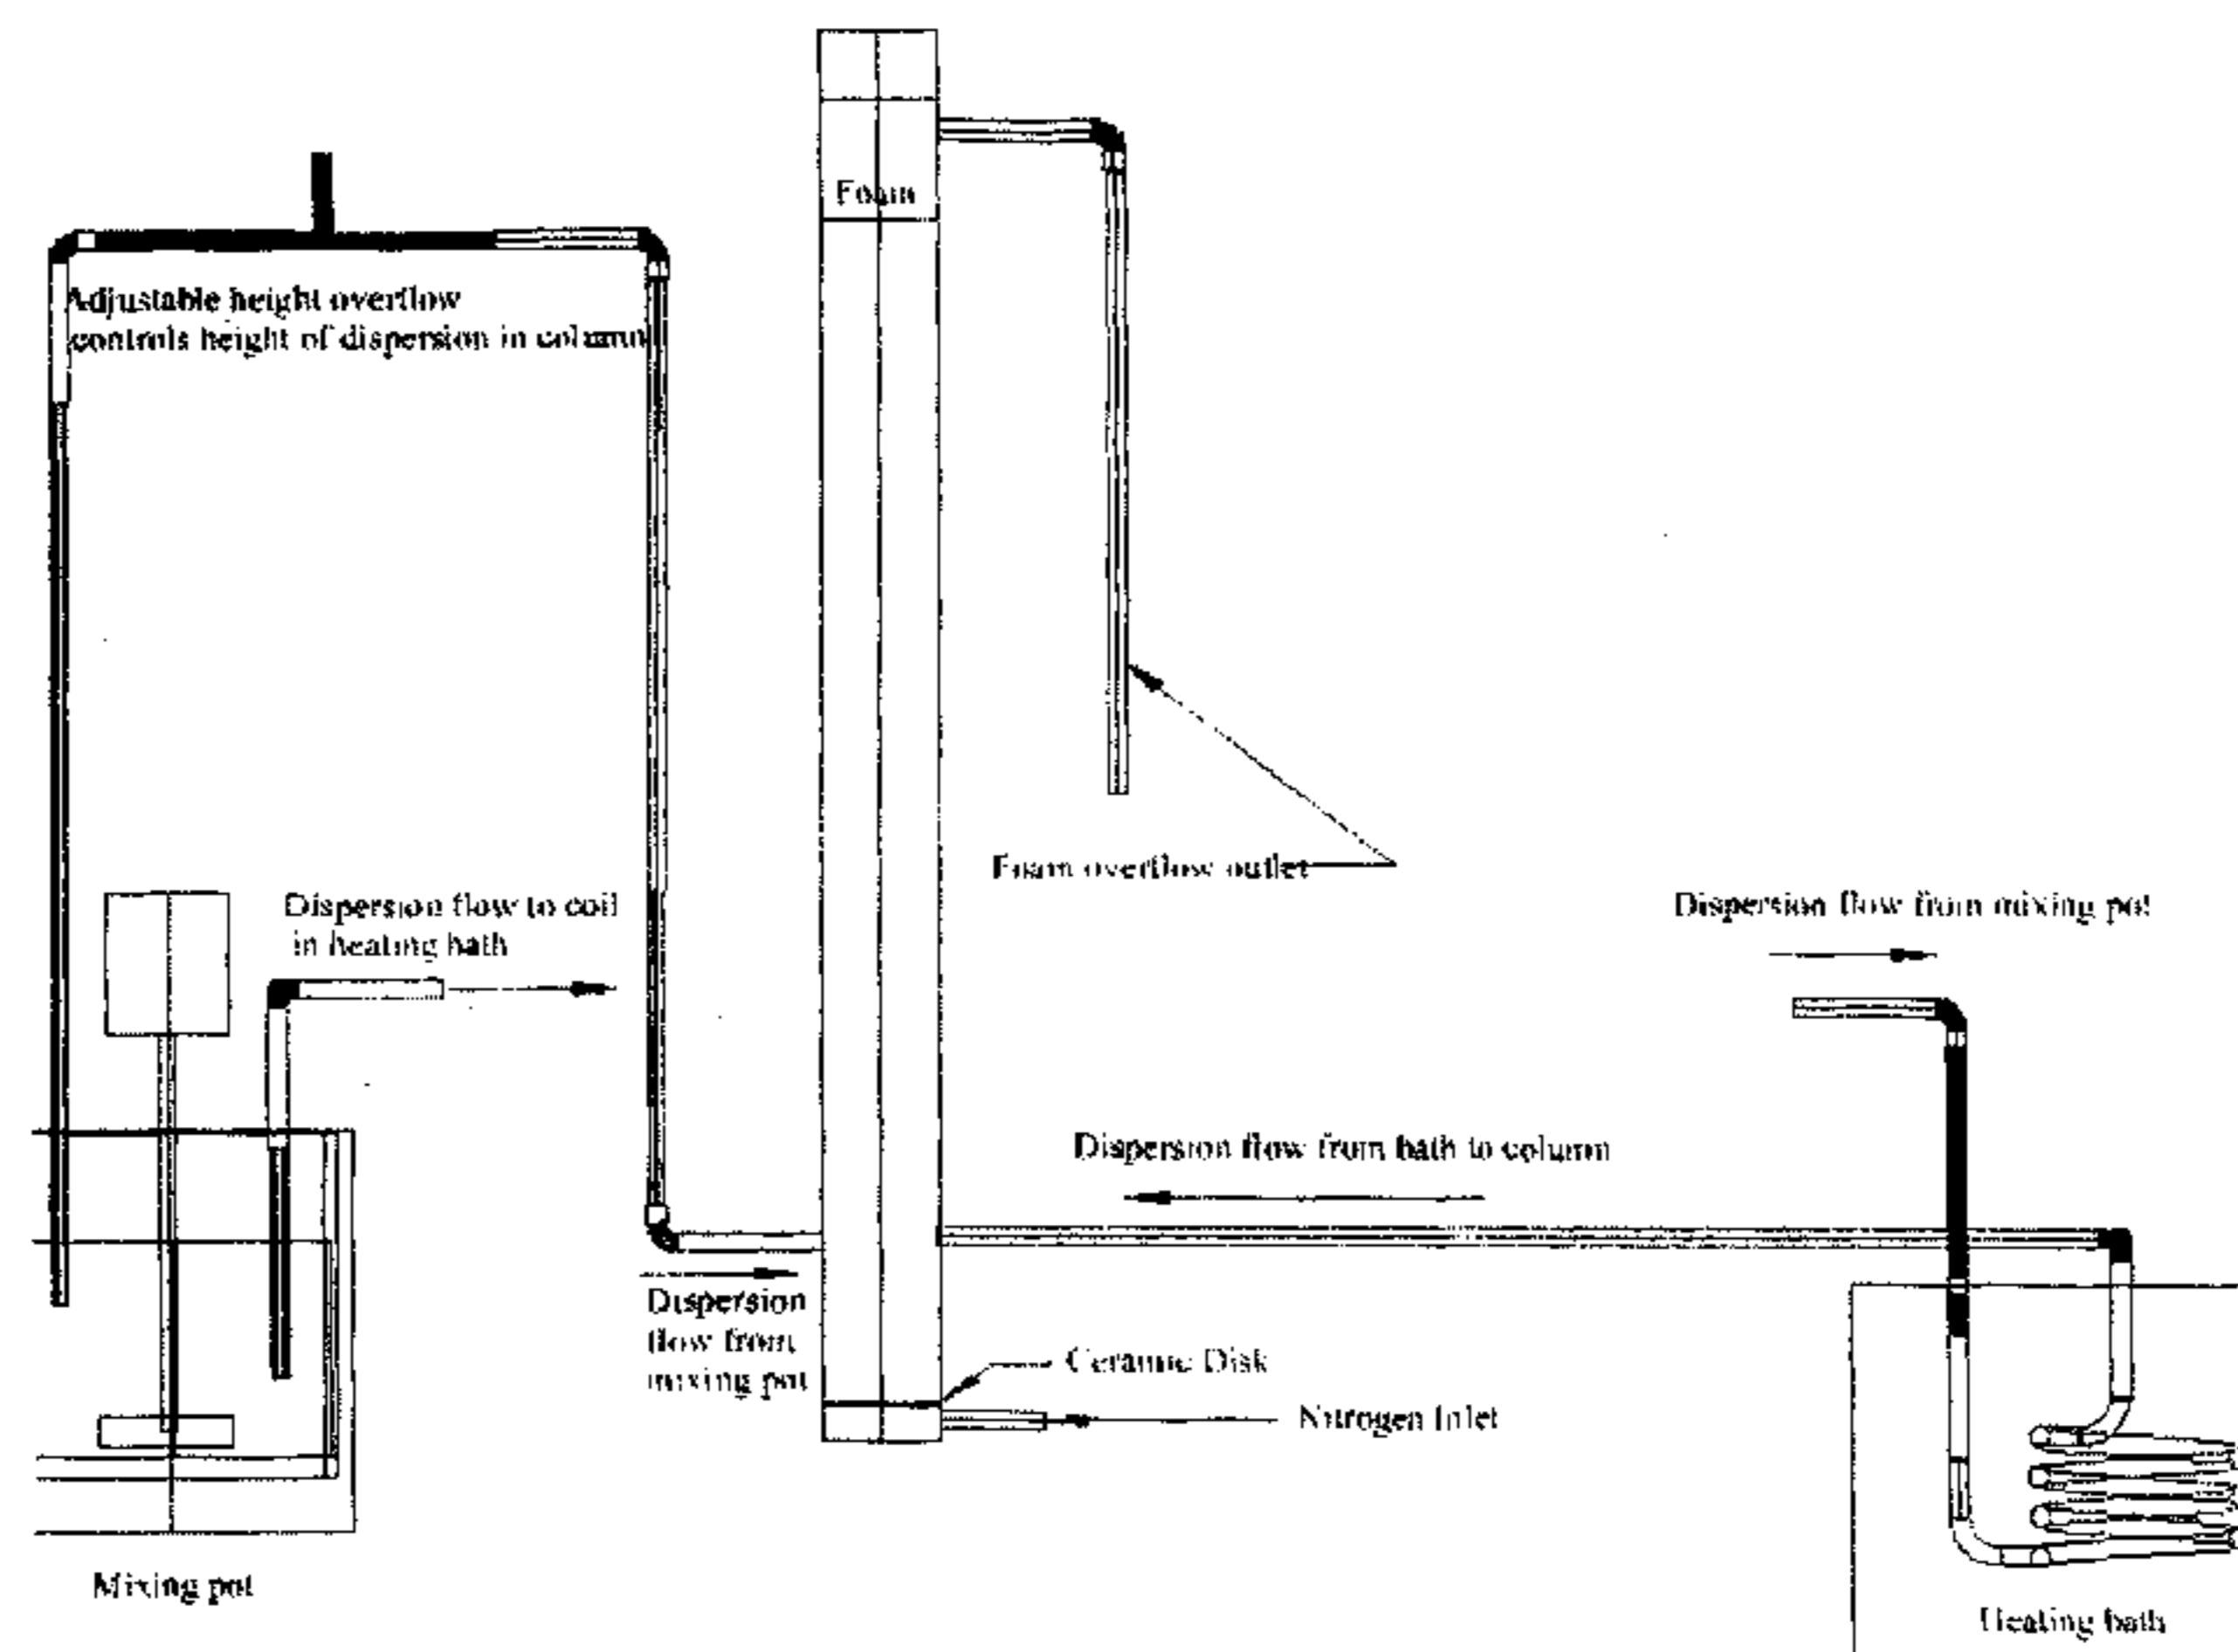 Foam
Adjustable height overflow
controls height of dispersion in column
Foam overflow outlet
Dispersion flow to coil
in heating bath
Dispersion flow from mixing pot
Dispersion flow from bath to column
Dispersion
flow from
mixing pot
Ceramic Disk
Nitrogen Inlet
Mixing pot
Heating bath